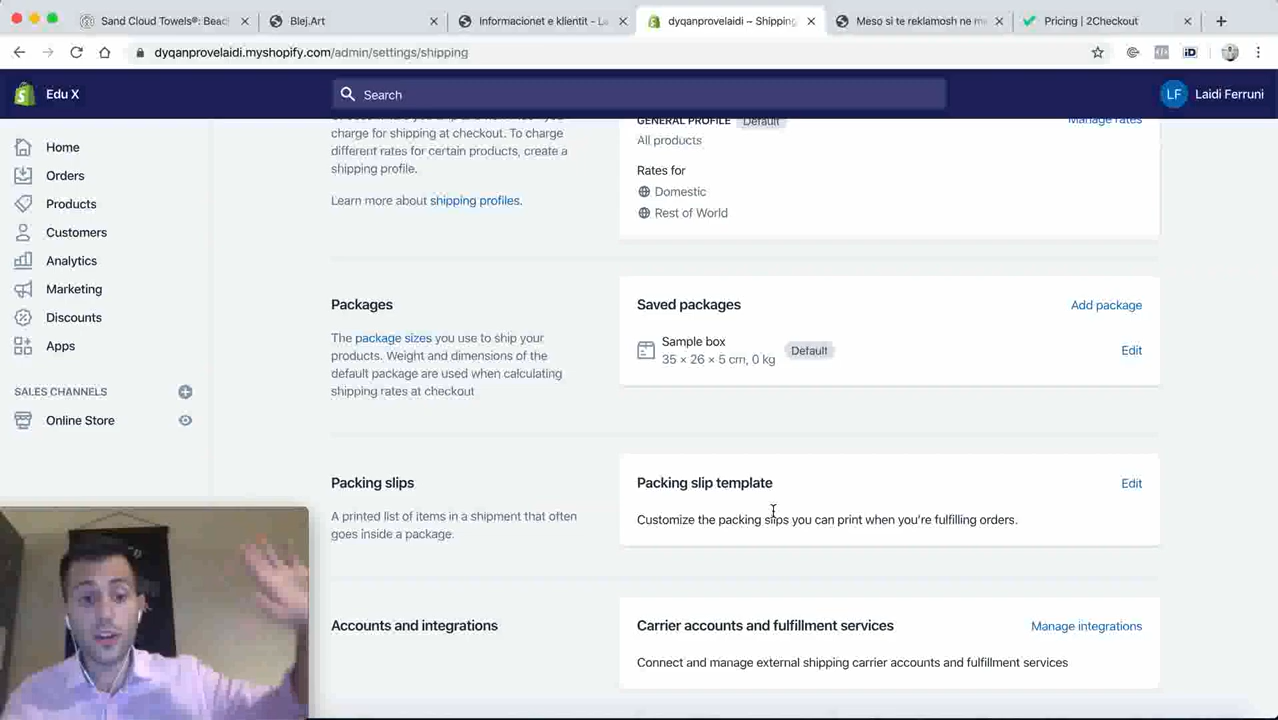 Sand Cloud Towels®: Beac
Blej.Art
Informacionet e klientit - La
dyqanprovelaidi ~ Shipping
Meso si te reklamosh ne m
Pricing | 2Checkout
dyqanprovelaidi.myshopify.com/admin/settings/shipping
Edu X
Search
LF
Laidi Ferruni
Home
Orders
Products
Customers
Analytics
Marketing
Discounts
Apps
SALES CHANNELS
Online Store
charge for shipping at checkout. To charge
different rates for certain products, create a
shipping profile.
Learn more about shipping profiles.
GENERAL PROFILE Default
Manage rates
All products
Rates for
Domestic
Rest of World
Packages
The package sizes you use to ship your
products. Weight and dimensions of the
default package are used when calculating
shipping rates at checkout
Saved packages
Add package
Sample box
35 × 26 × 5 cm, 0 kg
Default
Edit
Packing slips
A printed list of items in a shipment that often
goes inside a package.
Packing slip template
Edit
Customize the packing slips you can print when you're fulfilling orders.
Accounts and integrations
Carrier accounts and fulfillment services
Manage integrations
Connect and manage external shipping carrier accounts and fulfillment services